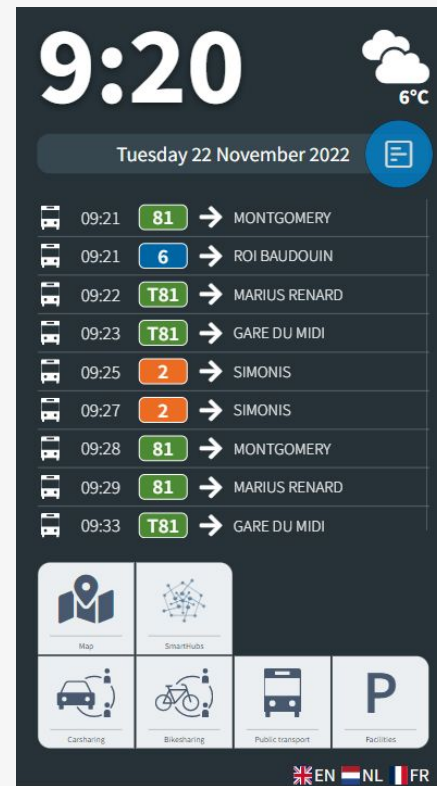 9:20
6°C
Tuesday 22 November 2022
09:21 81 MONTGOMERY
09:21 6 ROI BAUDOUIN
09:22 T81 MARIUS RENARD
09:23 T81 GARE DU MIDI
09:25 2 SIMONIS
09:27 2 SIMONIS
09:28 81 MONTGOMERY
09:29 81 MARIUS RENARD
09:33 T81 GARE DU MIDI
Map SmartHubs
P
Carsharing Bikesharing Public transport Facilities
EN NL FR